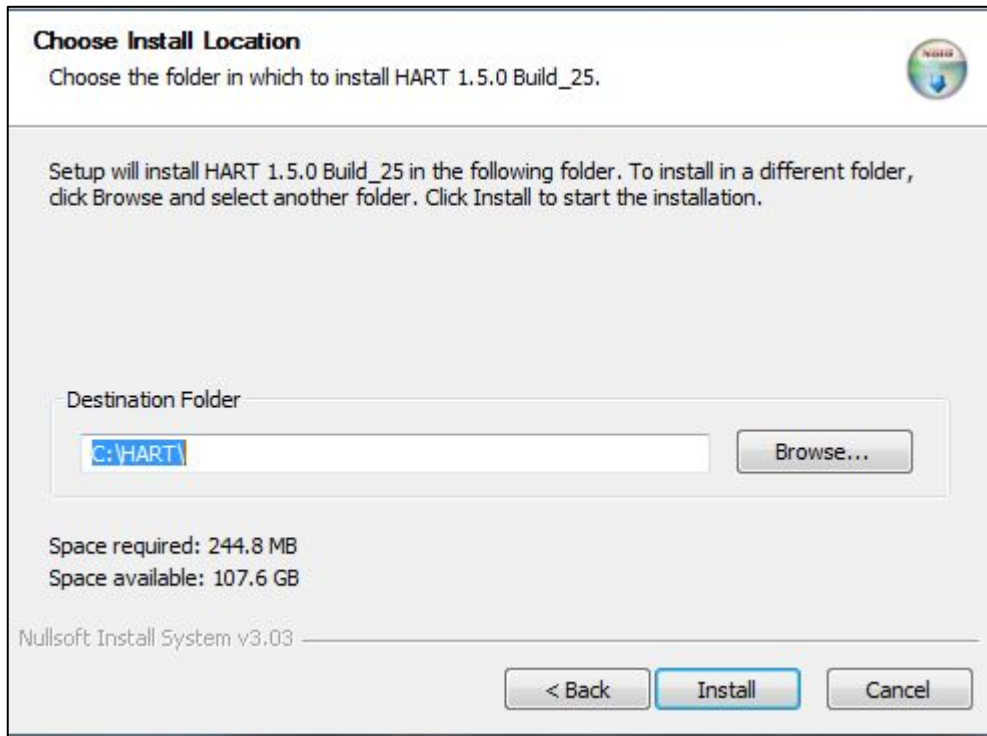 Choose Install Location
Choose the folder in which to install HART 1.5.0 Build_25.
Setup will install HART 1.5.0 Build_25 in the following folder. To install in a different folder,
click Browse and select another folder. Click Install to start the installation.
Destination Folder
C:\HART\
Browse...
Space required: 244.8 MB
Space available: 107.6 GB
Nullsoft Install System v3.03
< Back
Install
Cancel